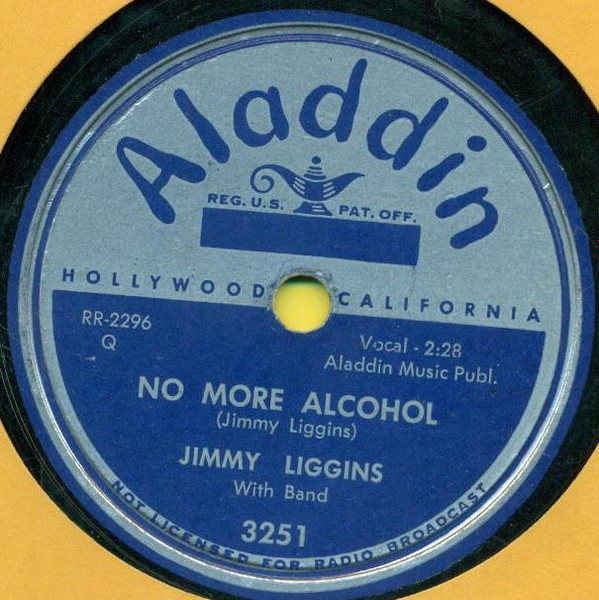 Aladdin
REG. U.S. PAT. OFF.
HOLLYWOOD CALIFORNIA
RR-2296
Q
Vocal - 2:28
Aladdin Music Publ.
NO MORE ALCOHOL
(Jimmy Liggins)
JIMMY LIGGINS
With Band
3251
NOT LICENSED FOR RADIO BROADCAST